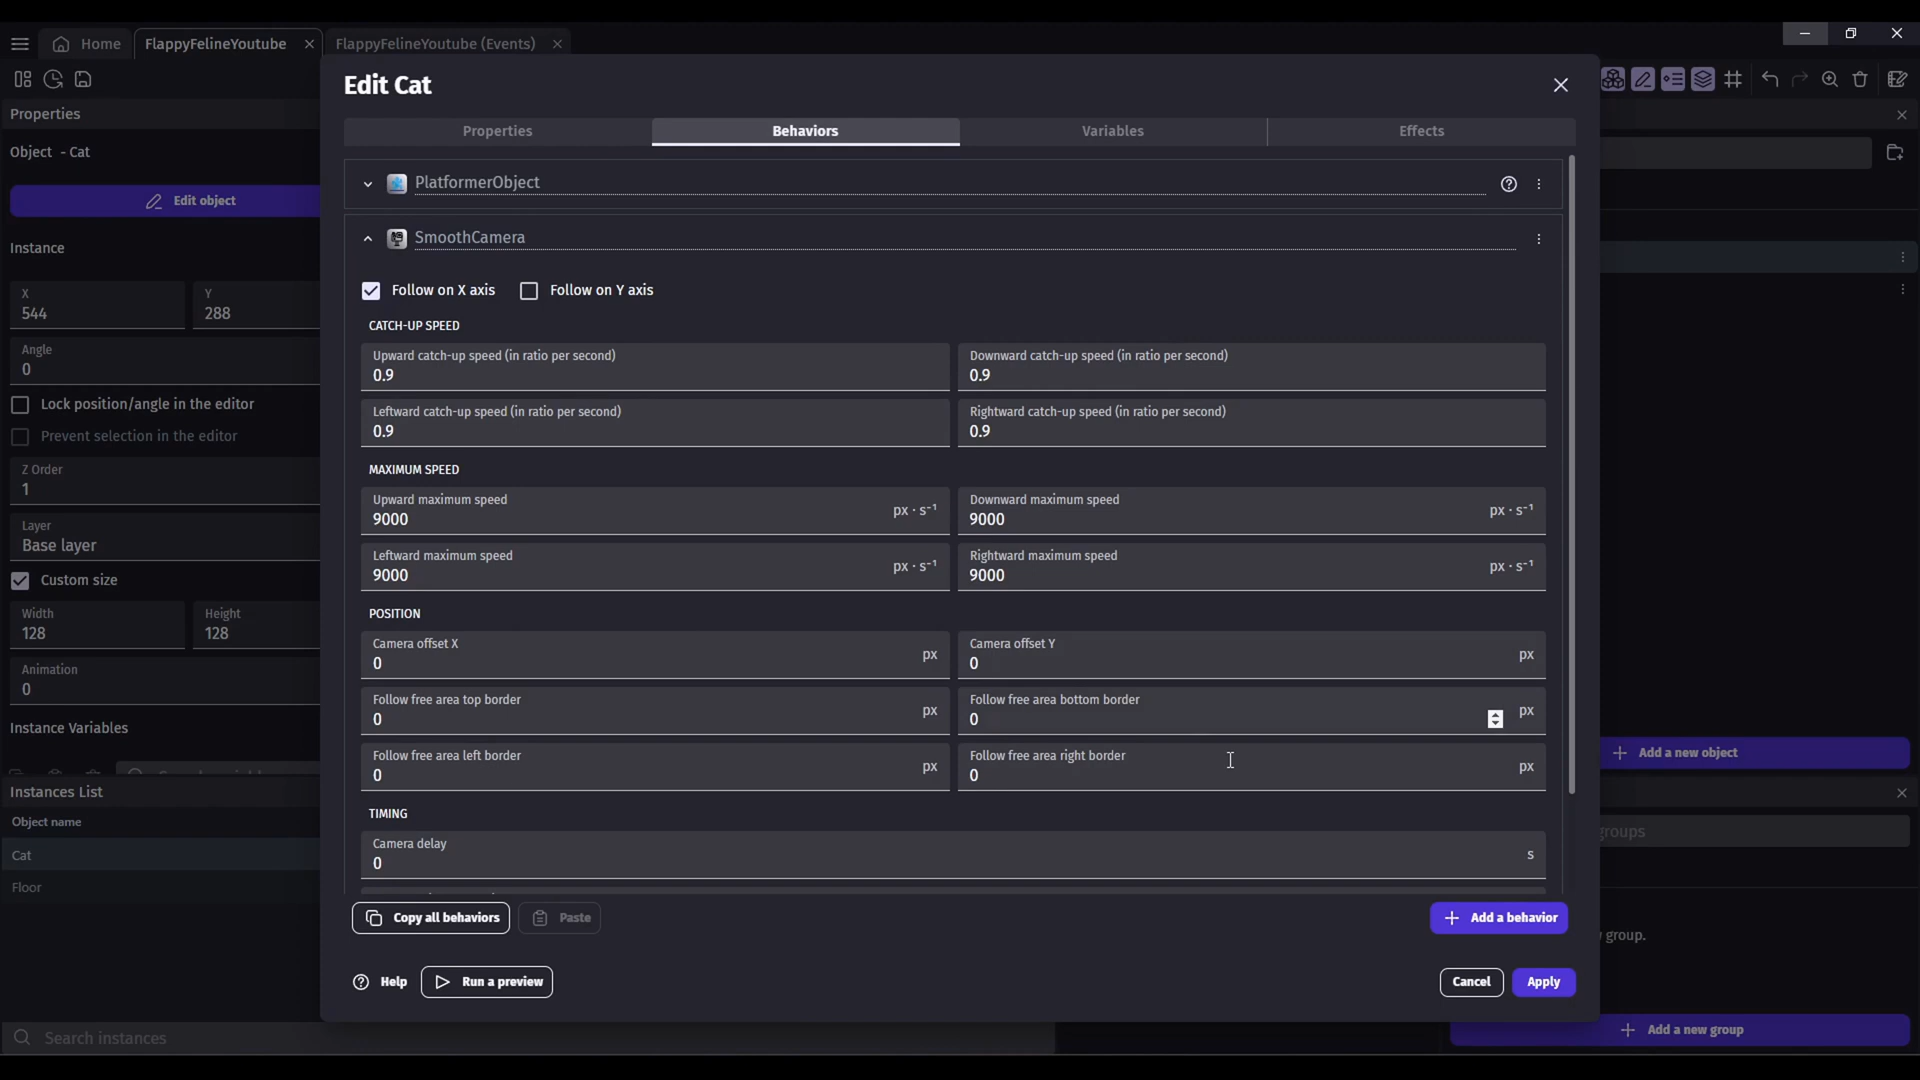 Home
FlappyFelineYoutube
FlappyFelineYoutube (Events)
Properties
Object - Cat
Edit object
Instance
X
544
Y
288
Angle
0
Lock position/angle in the editor
Prevent selection in the editor
Z Order
1
Layer
Base layer
Custom size
Width
128
Height
128
Animation
0
Instance Variables
Instances List
Object name
Cat
Floor
Search instances
Edit Cat
Properties
Behaviors
Variables
Effects
PlatformerObject
SmoothCamera
Follow on X axis
Follow on Y axis
CATCH-UP SPEED
Upward catch-up speed (in ratio per second)
0.9
Downward catch-up speed (in ratio per second)
0.9
Leftward catch-up speed (in ratio per second)
0.9
Rightward catch-up speed (in ratio per second)
0.9
MAXIMUM SPEED
Upward maximum speed
9000 px · s⁻¹
Downward maximum speed
9000 px · s⁻¹
Leftward maximum speed
9000 px · s⁻¹
Rightward maximum speed
9000 px · s⁻¹
POSITION
Camera offset X
0 px
Camera offset Y
0 px
Follow free area top border
0 px
Follow free area bottom border
0 px
Follow free area left border
0 px
Follow free area right border
0 px
TIMING
Camera delay
0 s
Copy all behaviors
Paste
Add a behavior
Help
Run a preview
Cancel
Apply
Add a new object
groups
group.
Add a new group